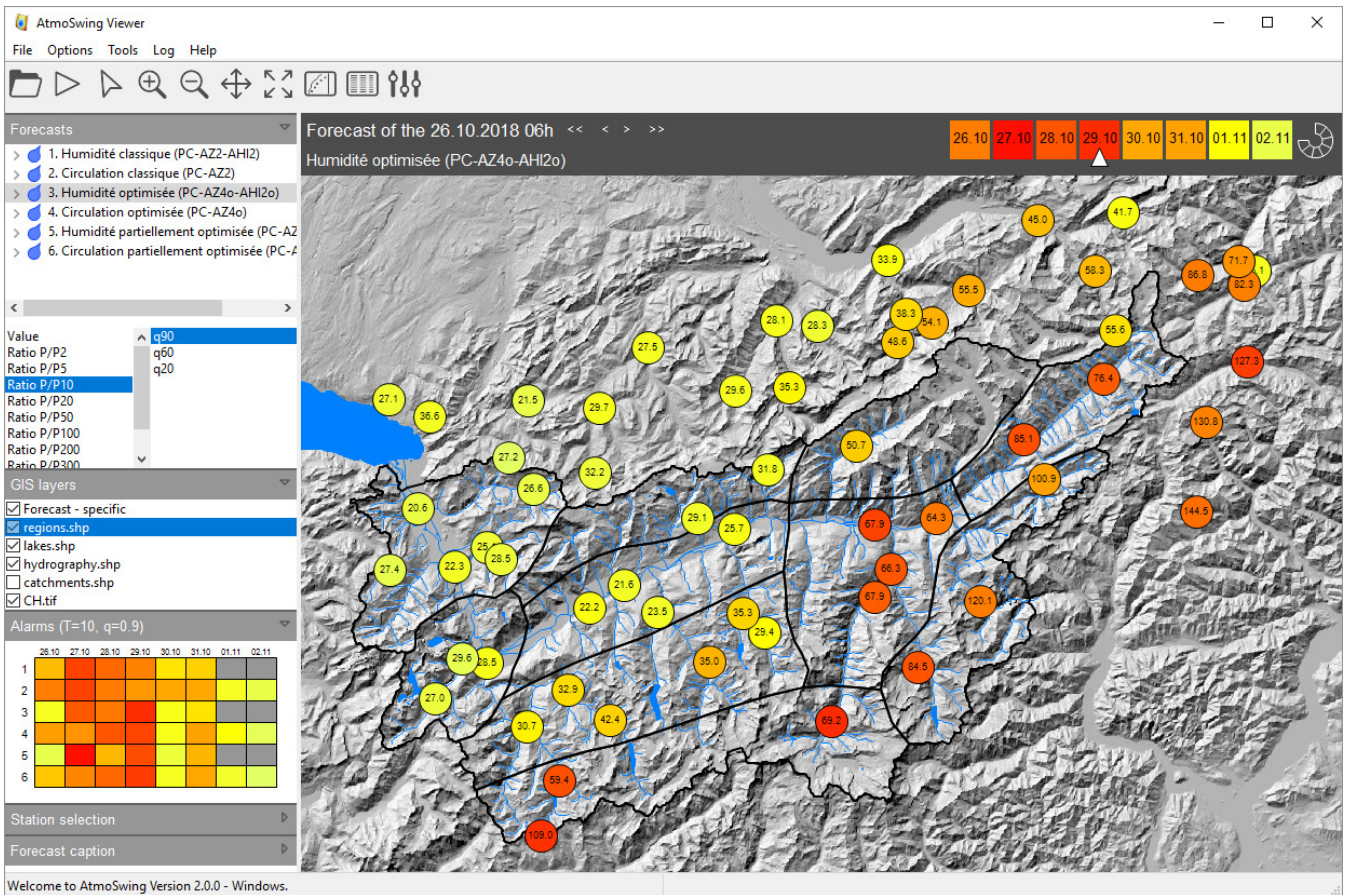 AtmoSwing Viewer
File Options Tools Log Help
Forecasts
1. Humidité classique (PC-AZ2-AHI2)
2. Circulation classique (PC-AZ2)
3. Humidité optimisée (PC-AZ4o-AHI2o)
4. Circulation optimisée (PC-AZ4o)
5. Humidité partiellement optimisée (PC-AZ
6. Circulation partiellement optimisée (PC-A
Value
Ratio P/P2
Ratio P/P5
Ratio P/P10
Ratio P/P20
Ratio P/P50
Ratio P/P100
Ratio P/P200
Ratio P/P300
q90
q60
q20
GIS layers
Forecast - specific
regions.shp
lakes.shp
hydrography.shp
catchments.shp
CH.tif
Alarms (T=10, q=0.9)
26.10 27.10 28.10 29.10 30.10 31.10 01.11 02.11
1
2
3
4
5
6
Station selection
Forecast caption
Welcome to AtmoSwing Version 2.0.0 - Windows.
Forecast of the 26.10.2018 06h << < > >>
Humidité optimisée (PC-AZ4o-AHI2o)
26.10 27.10 28.10 29.10 30.10 31.10 01.11 02.11
41.7
45.0
33.9
58.3
71.7
86.8
82.3
55.5
38.3
54.1
28.1
28.3
48.6
55.6
27.5
127.3
76.4
29.6
35.3
27.1
21.5
29.7
36.6
130.8
85.1
50.7
27.2
31.8
32.2
100.9
26.6
20.6
144.5
29.1
25.7
67.9
64.3
28.5
22.3
27.4
66.3
21.6
67.9
120.1
22.2
23.5
35.3
29.4
29.6
28.5
35.0
84.5
27.0
32.9
42.4
30.7
69.2
59.4
109.0